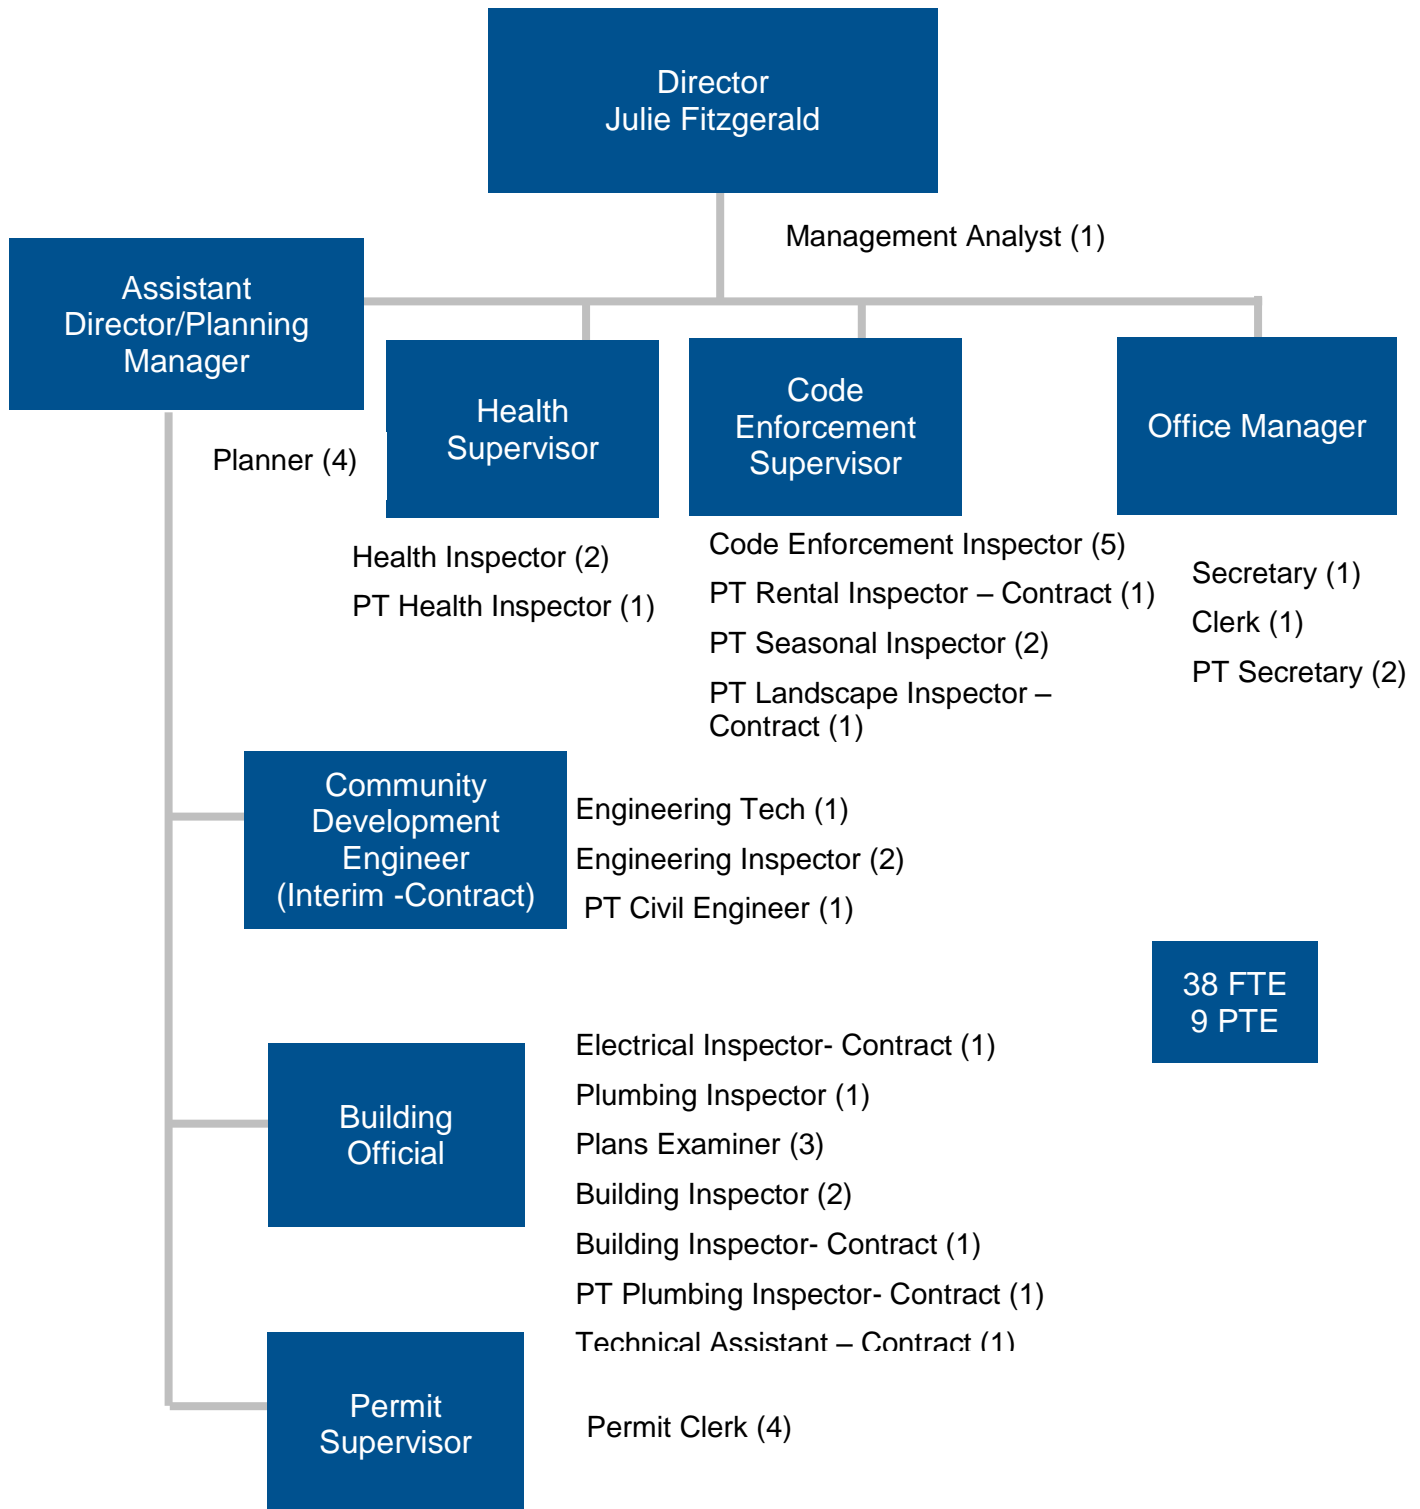 Director
Julie Fitzgerald
Management Analyst (1)
Assistant
Director/Planning
Manager
Planner (4)
Health
Supervisor
Health Inspector (2)
PT Health Inspector (1)
Code
Enforcement
Supervisor
Code Enforcement Inspector (5)
PT Rental Inspector – Contract (1)
PT Seasonal Inspector (2)
PT Landscape Inspector –
Contract (1)
Office Manager
Secretary (1)
Clerk (1)
PT Secretary (2)
Community
Development
Engineer
(Interim -Contract)
Engineering Tech (1)
Engineering Inspector (2)
PT Civil Engineer (1)
38 FTE
9 PTE
Building
Official
Electrical Inspector- Contract (1)
Plumbing Inspector (1)
Plans Examiner (3)
Building Inspector (2)
Building Inspector- Contract (1)
PT Plumbing Inspector- Contract (1)
Technical Assistant – Contract (1)
Permit
Supervisor
Permit Clerk (4)